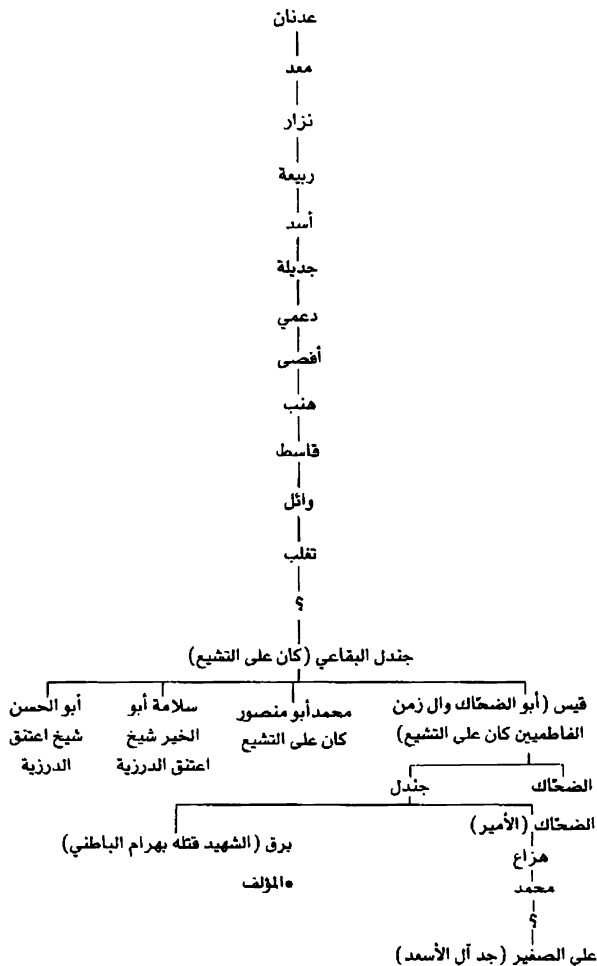 عدنان
معد
نزار
ربيعة
أسد
جديلة
دعمي
أفصى
هنب
قاسط
وائل
تغلب
؟
جندل البقاعي (كان على التشيع)
قيس (أبو الضحّاك وال زمن
الفاطميين كان على التشيع)
محمد أبو منصور
كان على التشيع
سلامة أبو
الخير شيخ
اعتنق الدرزية
أبو الحسن
شيخ اعتنق
الدرزية
الضحّاك
جندل
الضحّاك (الأمير)
برق (الشهيد قتله بهرام الباطني)
هزاع
•المؤلف
محمد
؟
علي الصغير (جد آل الأسعد)